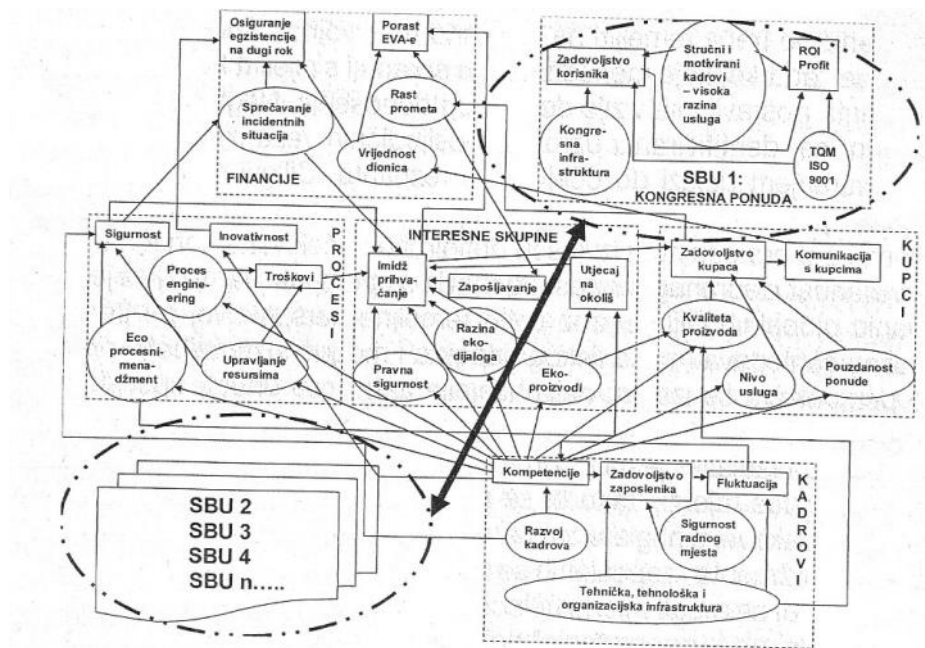 Osiguranje
egzistencije
na dugi rok
Porast
EVA-e
Rast
prometa
Sprečavanje
incidentnih
situacija
Vrijednost
dionica
FINANCIJE
Zadovoljstvo
korisnika
Stručni i
motivirani
kadrovi
– visoka
razina
usluga
ROI
Profit
Kongre-
sna
infra-
struktura
TQM
ISO
9001
SBU 1:
KONGRESNA PONUDA
Sigurnost
Inovativnost
Proces
engine-
ering
Troškovi
Eco
procesni-
mena-
džment
Upravljanje
resursima
PROCES
INTERESNE SKUPINE
Imidž
prihva-
ćanje
Zapošljavanje
Utjecaj
na
okoliš
Razina
eko-
dijaloga
Pravna
sigurnost
Eko-
proizvodi
Zadovoljstvo
kupaca
Komunikacija
s kupcima
Kvaliteta
proizvoda
Nivo
usluga
Pouzdanost
ponude
KUPCI
Kompetencije
Zadovoljstvo
zaposlenika
Fluktuacija
Razvoj
kadrova
Sigurnost
radnog
mjesta
Tehnička, tehnološka i
organizacijska infrastruktura
KADROVI
SBU 2
SBU 3
SBU 4
SBU n.....